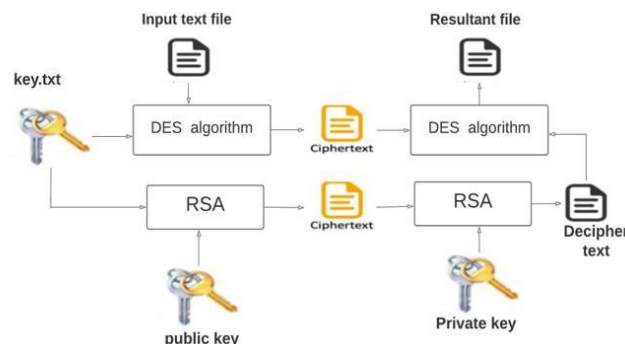 Input text file
Resultant file
key.txt
DES algorithm
Ciphertext
DES algorithm
RSA
Ciphertext
RSA
Decipher
text
public key
Private key